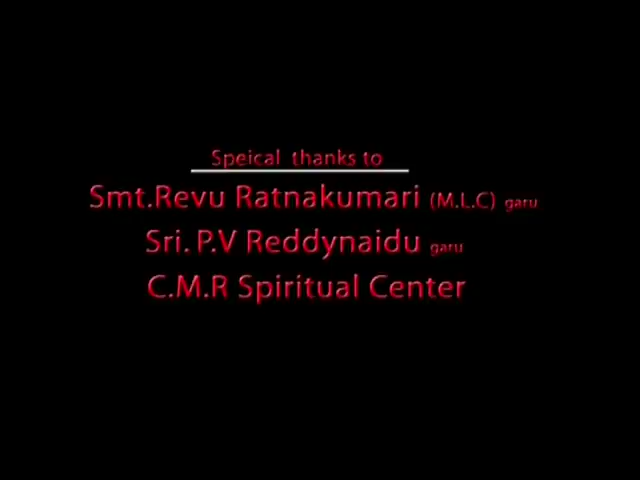 Speical thanks to
Smt.Revu Ratnakumari (M.L.C) garu
Sri. P.V Reddynaidu garu
C.M.R Spiritual Center